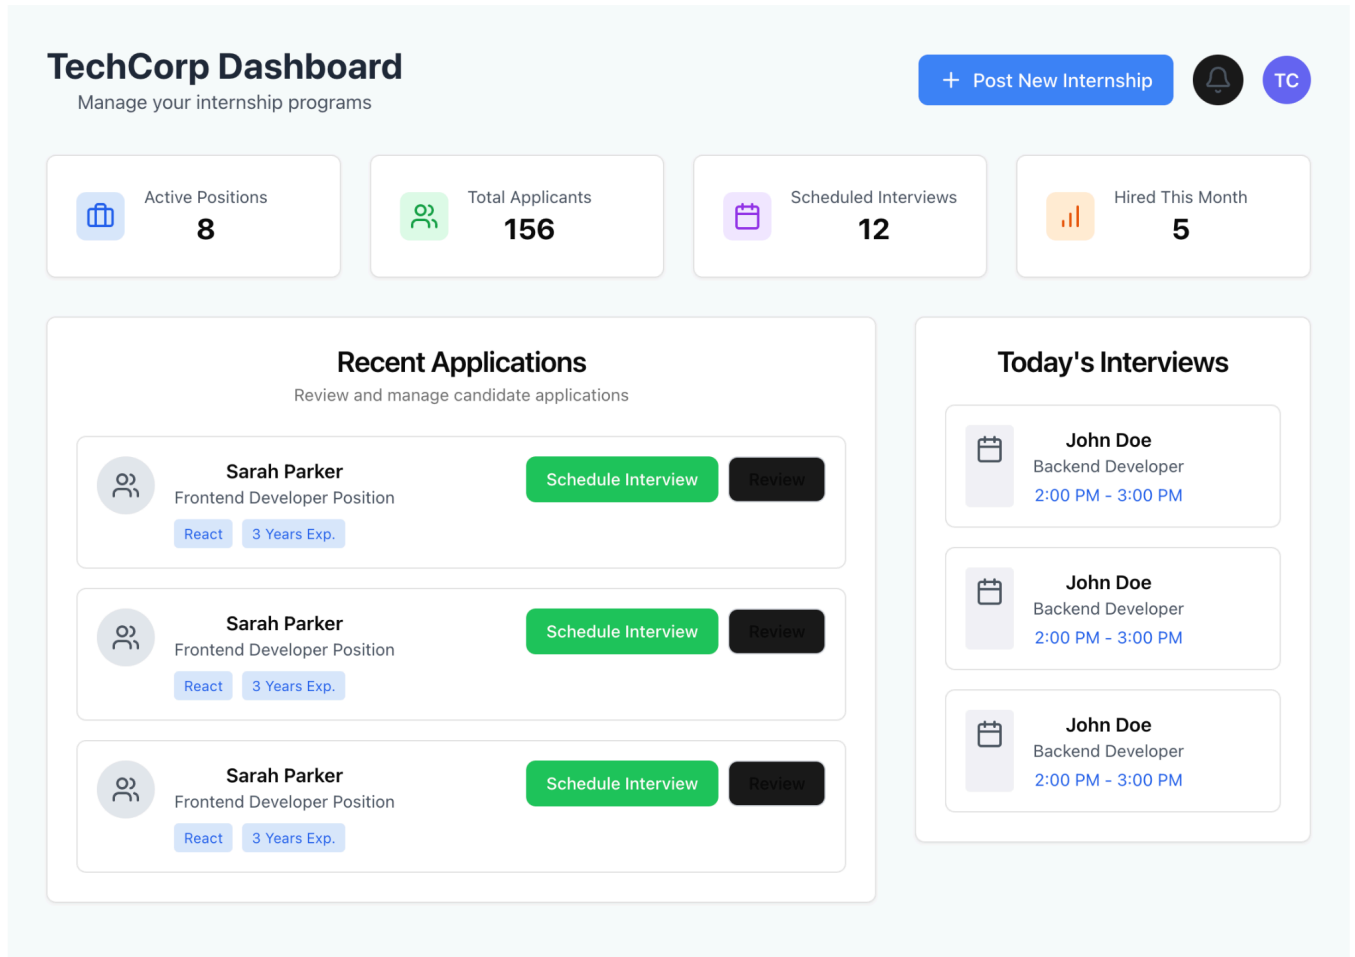 TechCorp Dashboard
Manage your internship programs
+ Post New Internship
TC
Active Positions
8
Total Applicants
156
Scheduled Interviews
12
Hired This Month
5
Recent Applications
Review and manage candidate applications
Sarah Parker
Frontend Developer Position
React
3 Years Exp.
Schedule Interview
Review
Sarah Parker
Frontend Developer Position
React
3 Years Exp.
Schedule Interview
Review
Sarah Parker
Frontend Developer Position
React
3 Years Exp.
Schedule Interview
Review
Today's Interviews
John Doe
Backend Developer
2:00 PM - 3:00 PM
John Doe
Backend Developer
2:00 PM - 3:00 PM
John Doe
Backend Developer
2:00 PM - 3:00 PM